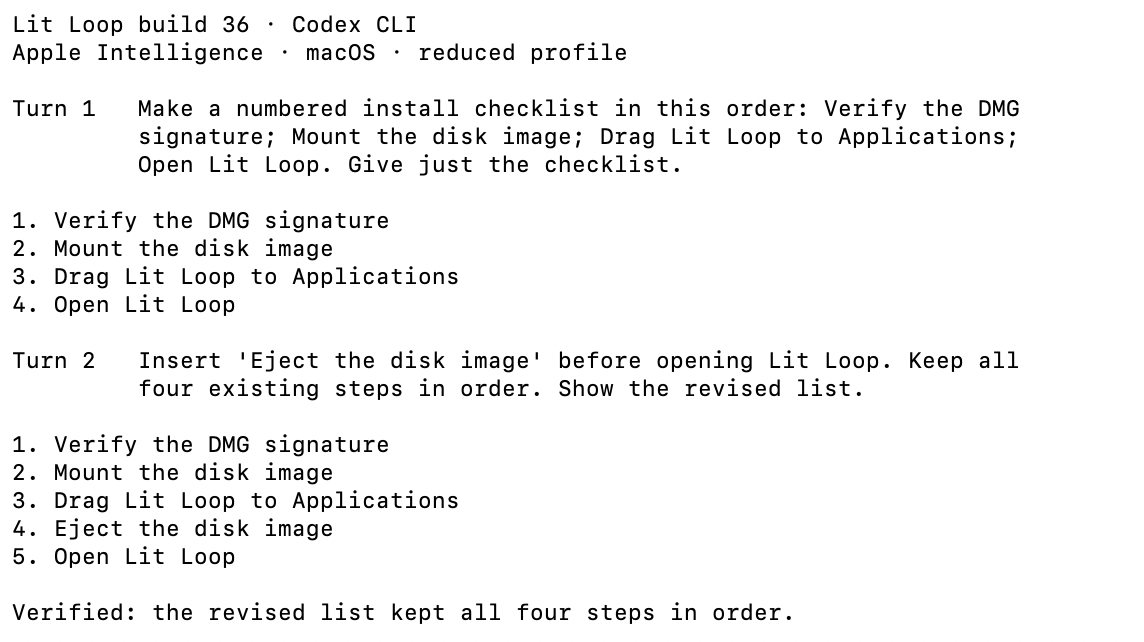 Lit Loop build 36 · Codex CLI
Apple Intelligence · macOS · reduced profile
Turn 1 Make a numbered install checklist in this order: Verify the DMG
signature; Mount the disk image; Drag Lit Loop to Applications;
Open Lit Loop. Give just the checklist.
1. Verify the DMG signature
2. Mount the disk image
3. Drag Lit Loop to Applications
4. Open Lit Loop
Turn 2 Insert 'Eject the disk image' before opening Lit Loop. Keep all
four existing steps in order. Show the revised list.
1. Verify the DMG signature
2. Mount the disk image
3. Drag Lit Loop to Applications
4. Eject the disk image
5. Open Lit Loop
Verified: the revised list kept all four steps in order.